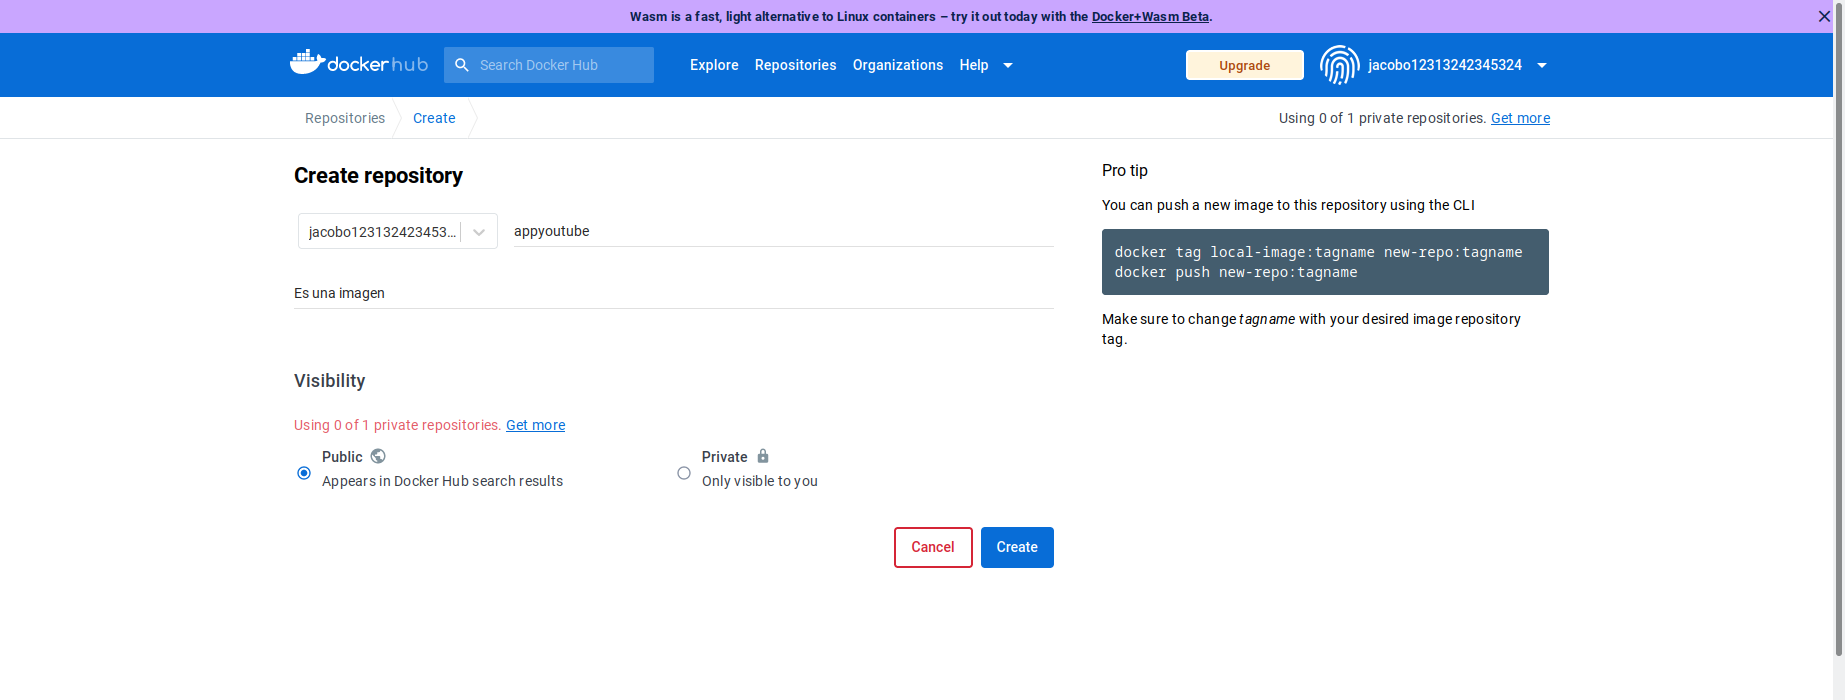 Wasm is a fast, light alternative to Linux containers – try it out today with the Docker+Wasm Beta.
dockerhub
Search Docker Hub
Explore
Repositories
Organizations
Help
Upgrade
jacobo12313242345324
Repositories
Create
Using 0 of 1 private repositories. Get more
Create repository
jacobo123132423453...
appyoutube
Es una imagen
Visibility
Using 0 of 1 private repositories. Get more
Public
Appears in Docker Hub search results
Private
Only visible to you
Cancel
Create
Pro tip
You can push a new image to this repository using the CLI
docker tag local-image:tagname new-repo:tagname
docker push new-repo:tagname
Make sure to change tagname with your desired image repository
tag.